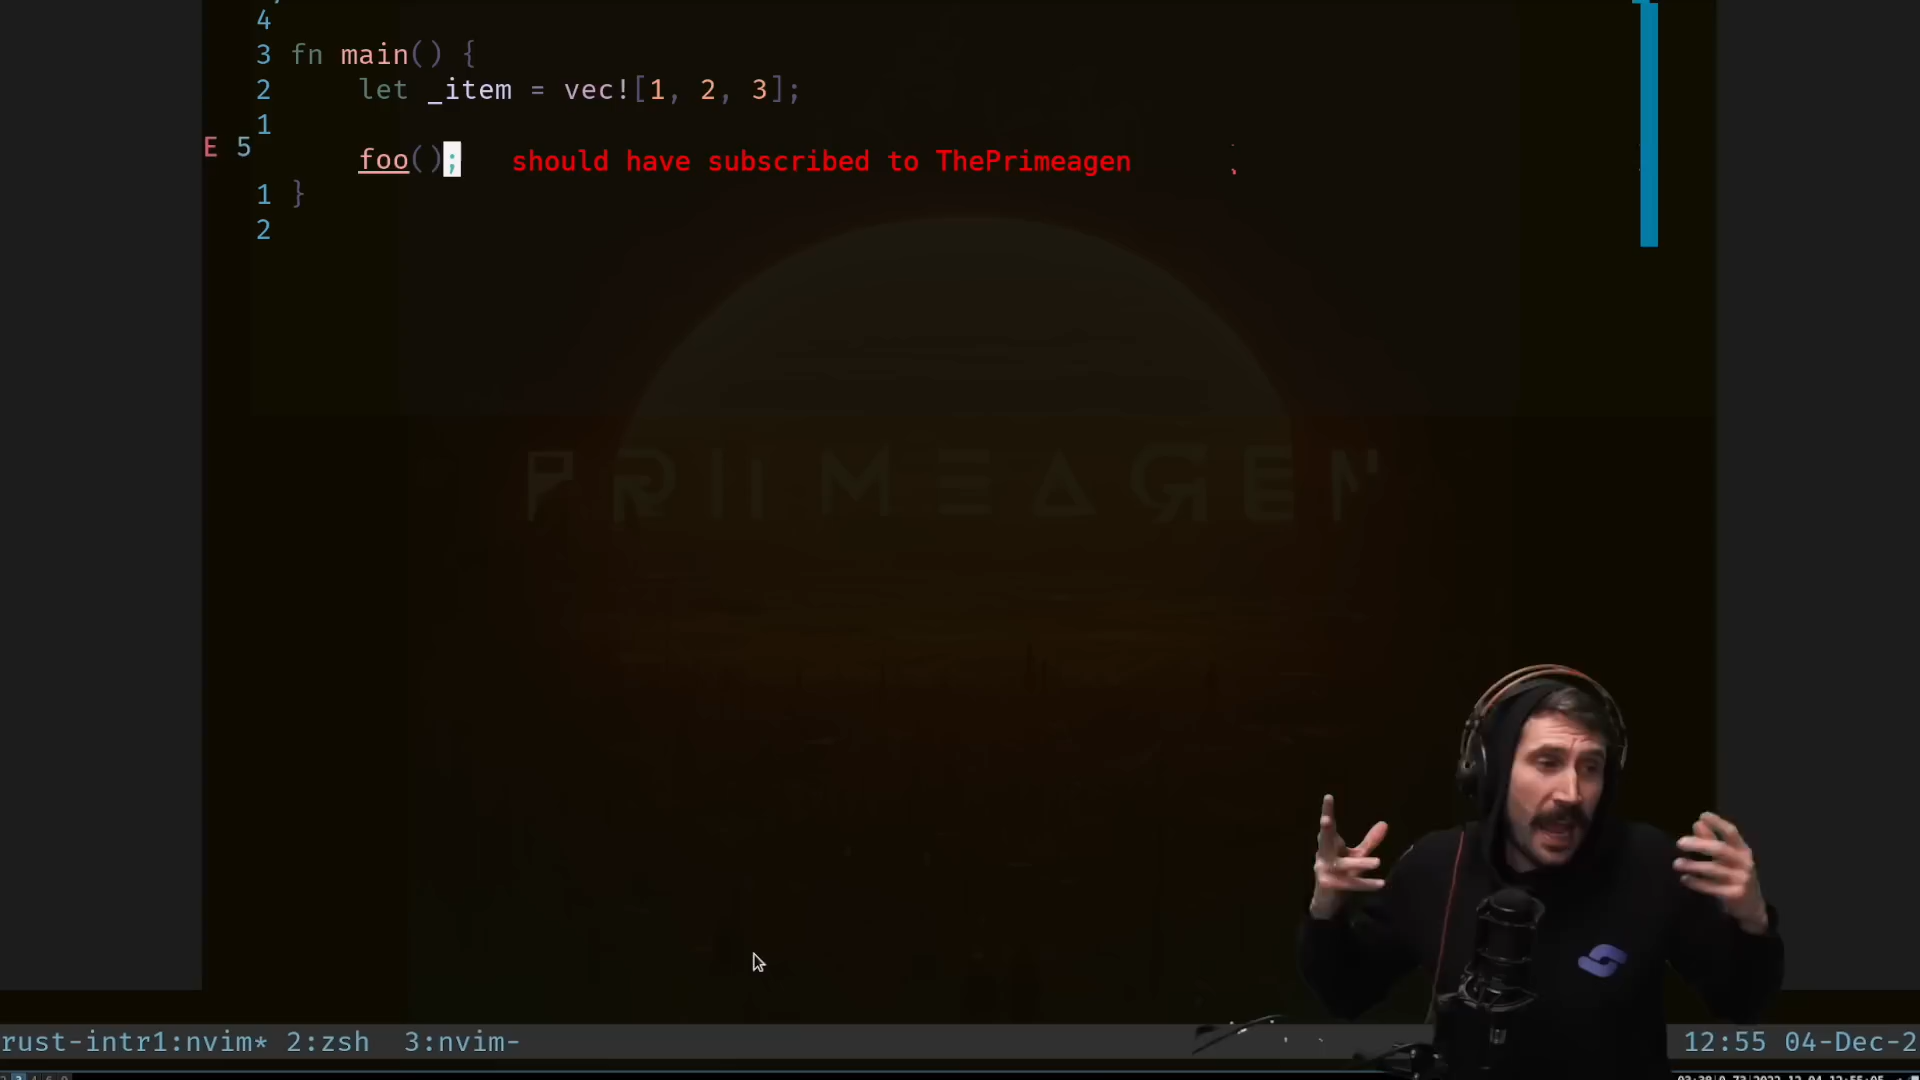 4
3 fn main() {
2 let _item = vec![1, 2, 3];
1
E 5 foo(); should have subscribed to ThePrimeagen
1 }
2
PRIMEAGEN
rust-intr1:nvim* 2:zsh 3:nvim- 12:55 04-Dec-2